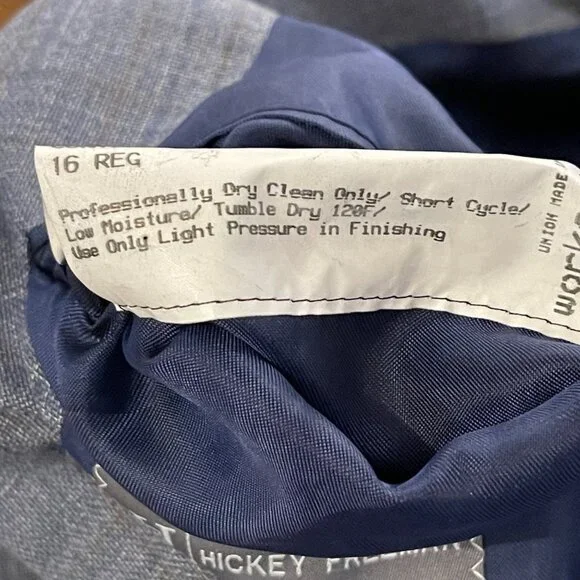 16 REG
Professionally Dry Clean Only/ Short Cycle/
Low Moisture/ Tumble Dry 120F/
Use Only Light Pressure in Finishing
UNION MADE
HICKEY FREEMAN